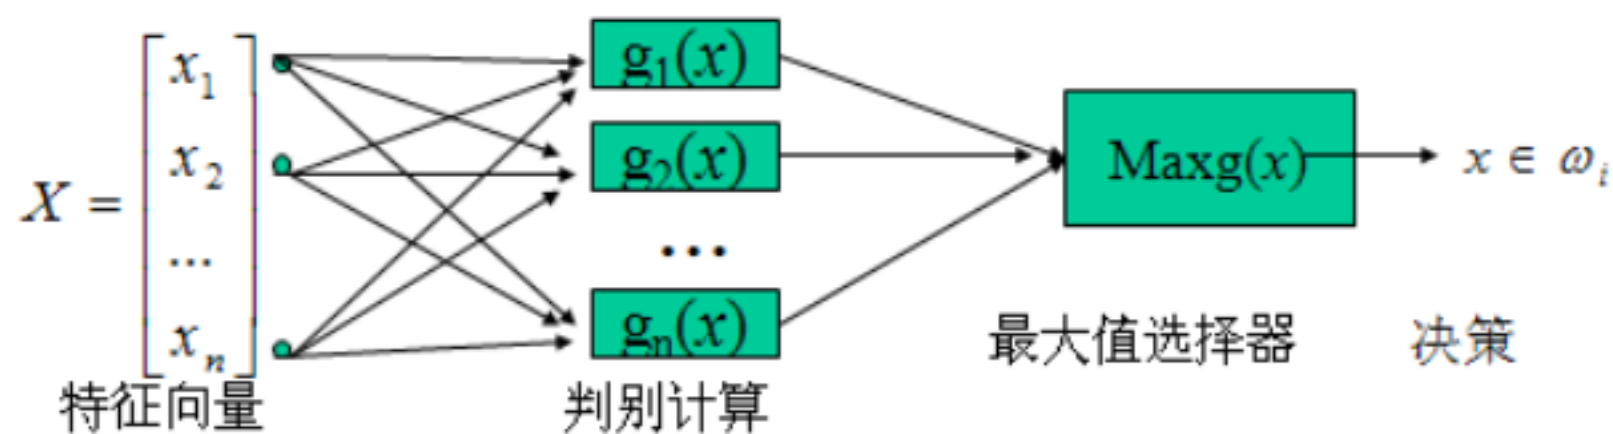 X =
x₁
x₂
...
xₙ
特征向量
g₁(x)
g₂(x)
...
gₙ(x)
判别计算
Maxg(x)
最大值选择器
x ∈ ωᵢ
决策